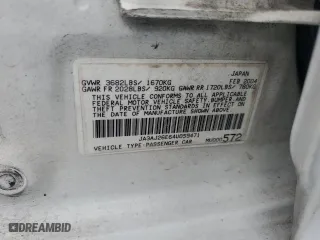 JAPAN
GVWR 3682LBS/ 1670KG FEB 2004
GAWR FR 2028LBS/ 920KG GAWR RR 1720LBS/ 780KG
THIS VEHICLE CONFORMS TO ALL APPLICABLE
FEDERAL MOTOR VEHICLE SAFETY, BUMPER AND
THEFT PREVENTION STANDARDS IN EFFECT ON
THE DATE OF MANUFACTURE SHOWN ABOVE.
JA3AJ26E64U059471
VEHICLE TYPE:PASSENGER CAR 572